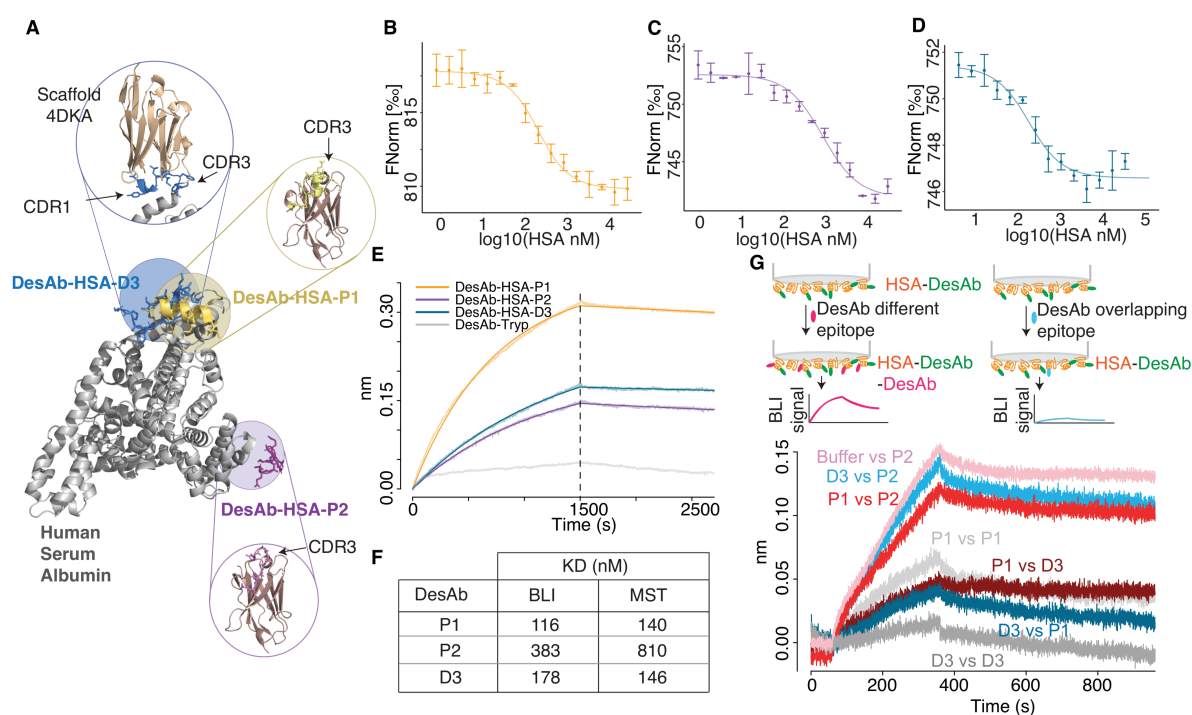 A
Scaffold
4DKA
CDR3
CDR1
CDR3
DesAb-HSA-D3
DesAb-HSA-P1
DesAb-HSA-P2
Human
Serum
Albumin
CDR3
B
FNorm [‰]
815
810
0 1 2 3 4
log10(HSA nM)
C
FNorm [‰]
755
750
745
0 1 2 3 4
log10(HSA nM)
D
FNorm [‰]
752
750
748
746
1 2 3 4 5
log10(HSA nM)
E
DesAb-HSA-P1
DesAb-HSA-P2
DesAb-HSA-D3
DesAb-Tryp
nm
0.30
0.15
0.00
0 1500 2500
Time (s)
F
KD (nM)
DesAb BLI MST
P1 116 140
P2 383 810
D3 178 146
G
HSA-DesAb
DesAb different
epitope
HSA-DesAb
-DesAb
BLI
signal
DesAb overlapping
epitope
HSA-DesAb
BLI
signal
nm
0.15
0.10
0.05
0.00
Buffer vs P2
D3 vs P2
P1 vs P2
P1 vs P1
P1 vs D3
D3 vs P1
D3 vs D3
0 200 400 600 800
Time (s)